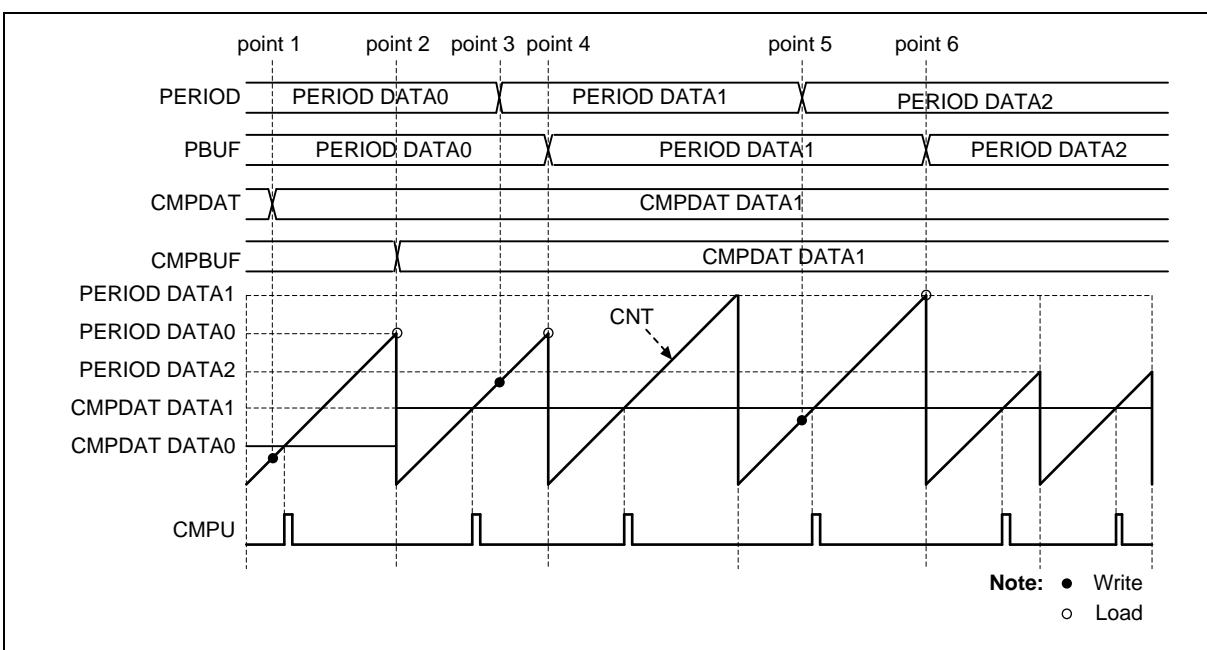 point 1 point 2 point 3 point 4 point 5 point 6
PERIOD PERIOD DATA0 PERIOD DATA1 PERIOD DATA2
PBUF PERIOD DATA0 PERIOD DATA1 PERIOD DATA2
CMPDAT CMPDAT DATA1
CMPBUF CMPDAT DATA1
PERIOD DATA1
PERIOD DATA0 CNT
PERIOD DATA2
CMPDAT DATA1
CMPDAT DATA0
CMPU
Note: ● Write
○ Load